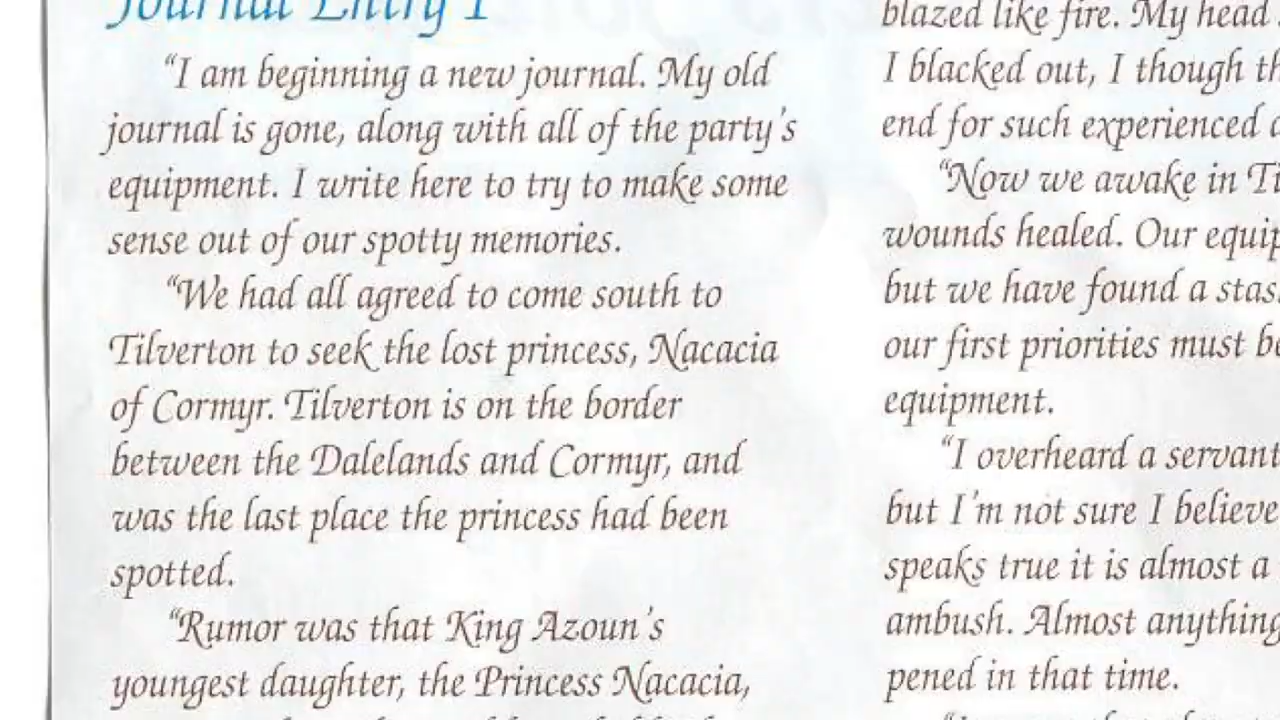 Journal Entry 1
“I am beginning a new journal. My old
journal is gone, along with all of the party's
equipment. I write here to try to make some
sense out of our spotty memories.
“We had all agreed to come south to
Tilverton to seek the lost princess, Nacacia
of Cormyr. Tilverton is on the border
between the Dalelands and Cormyr, and
was the last place the princess had been
spotted.
“Rumor was that King Azoun's
youngest daughter, the Princess Nacacia,
blazed like fire. My head
I blacked out, I though
end for such experienced
“Now we awake in
wounds healed. Our
but we have found a
our first priorities must
equipment.
“I overheard a servant
but I'm not sure I believe
speaks true it is almost a
ambush. Almost anything
pened in that time.